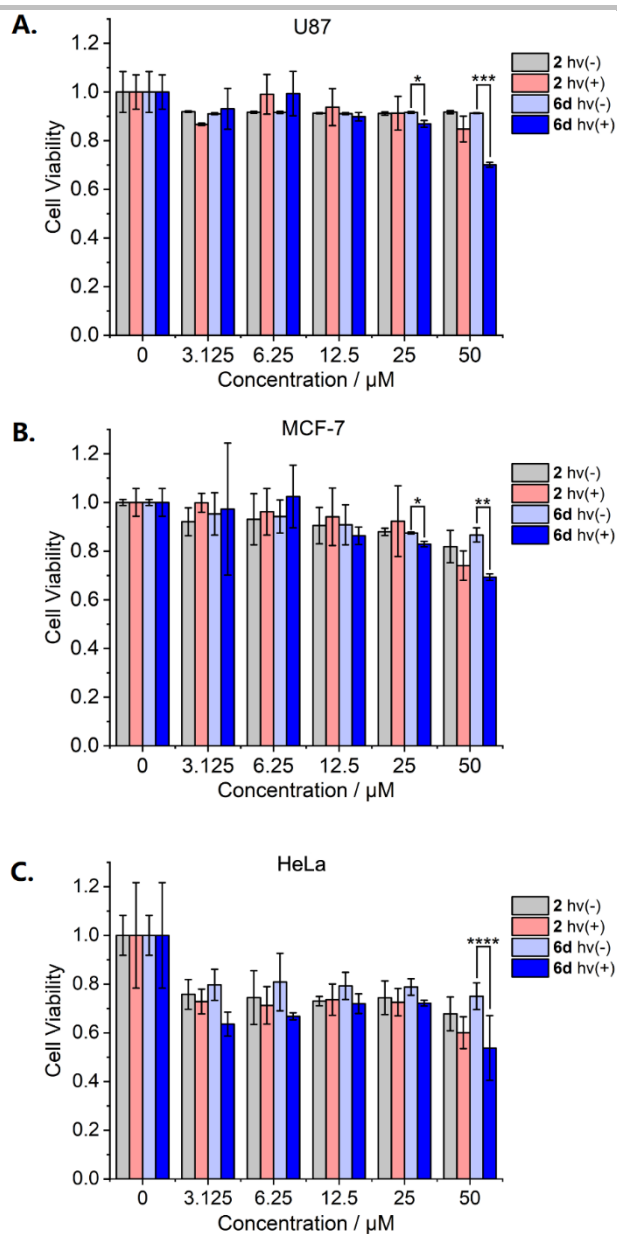 A.
U87
1.2
1.0
0.8
0.6
0.4
0.2
0.0
Cell Viability
* ***
0 3.125 6.25 12.5 25 50
Concentration / µM
2 hv(-)
2 hv(+)
6d hv(-)
6d hv(+)
B.
MCF-7
1.2
1.0
0.8
0.6
0.4
0.2
0.0
Cell Viability
* **
0 3.125 6.25 12.5 25 50
Concentration / µM
2 hv(-)
2 hv(+)
6d hv(-)
6d hv(+)
C.
HeLa
1.2
1.0
0.8
0.6
0.4
0.2
0.0
Cell Viability
****
0 3.125 6.25 12.5 25 50
Concentration / µM
2 hv(-)
2 hv(+)
6d hv(-)
6d hv(+)